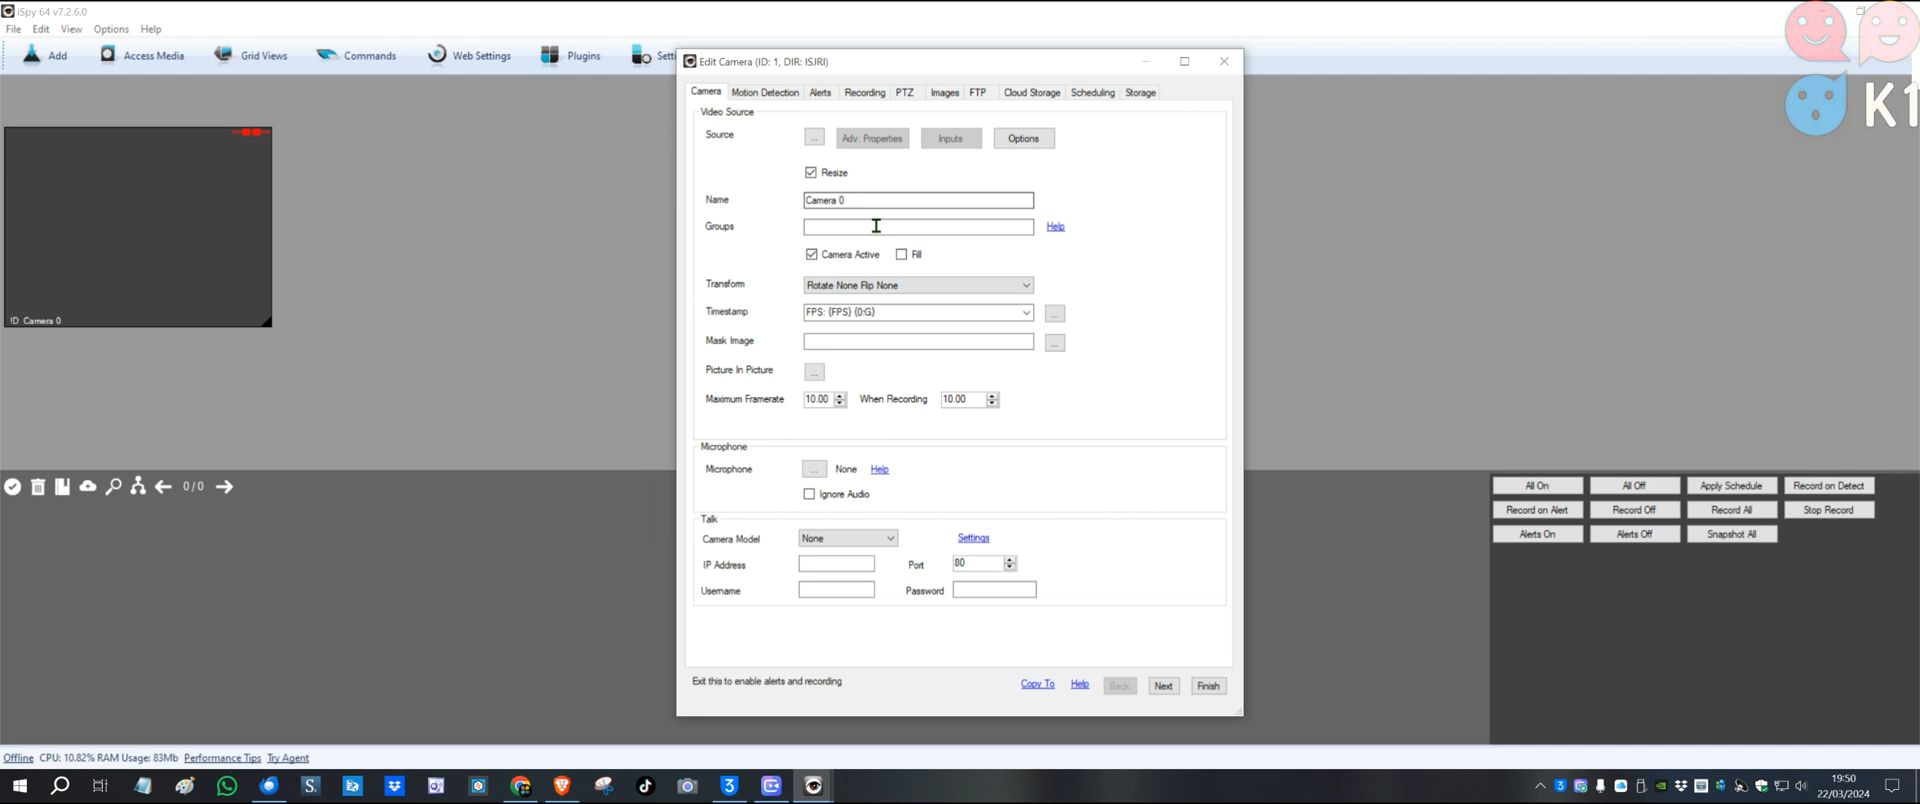 iSpy 64 v7.2.6.0
File Edit View Options Help
Add Access Media Grid Views Commands Web Settings Plugins Setti
K1
Edit Camera (ID: 1, DIR: ISJRI)
Camera Motion Detection Alerts Recording PTZ Images FTP Cloud Storage Scheduling Storage
Video Source
Source ... Adv. Properties Inputs Options
Resize
Name Camera 0
Groups Help
Camera Active Fill
Transform Rotate None Flip None
Timestamp FPS: {FPS} {0:G} ...
Mask Image ...
Picture In Picture ...
Maximum Framerate 10.00 When Recording 10.00
Microphone
Microphone ... None Help
Ignore Audio
Talk
Camera Model None Settings
IP Address Port 80
Username Password
Exit this to enable alerts and recording Copy To Help Back Next Finish
Camera 0
0 / 0
All On All Off Apply Schedule Record on Detect
Record on Alert Record Off Record All Stop Record
Alerts On Alerts Off Snapshot All
Offline CPU: 10.82% RAM Usage: 83Mb Performance Tips Try Agent
19:50
22/03/2024